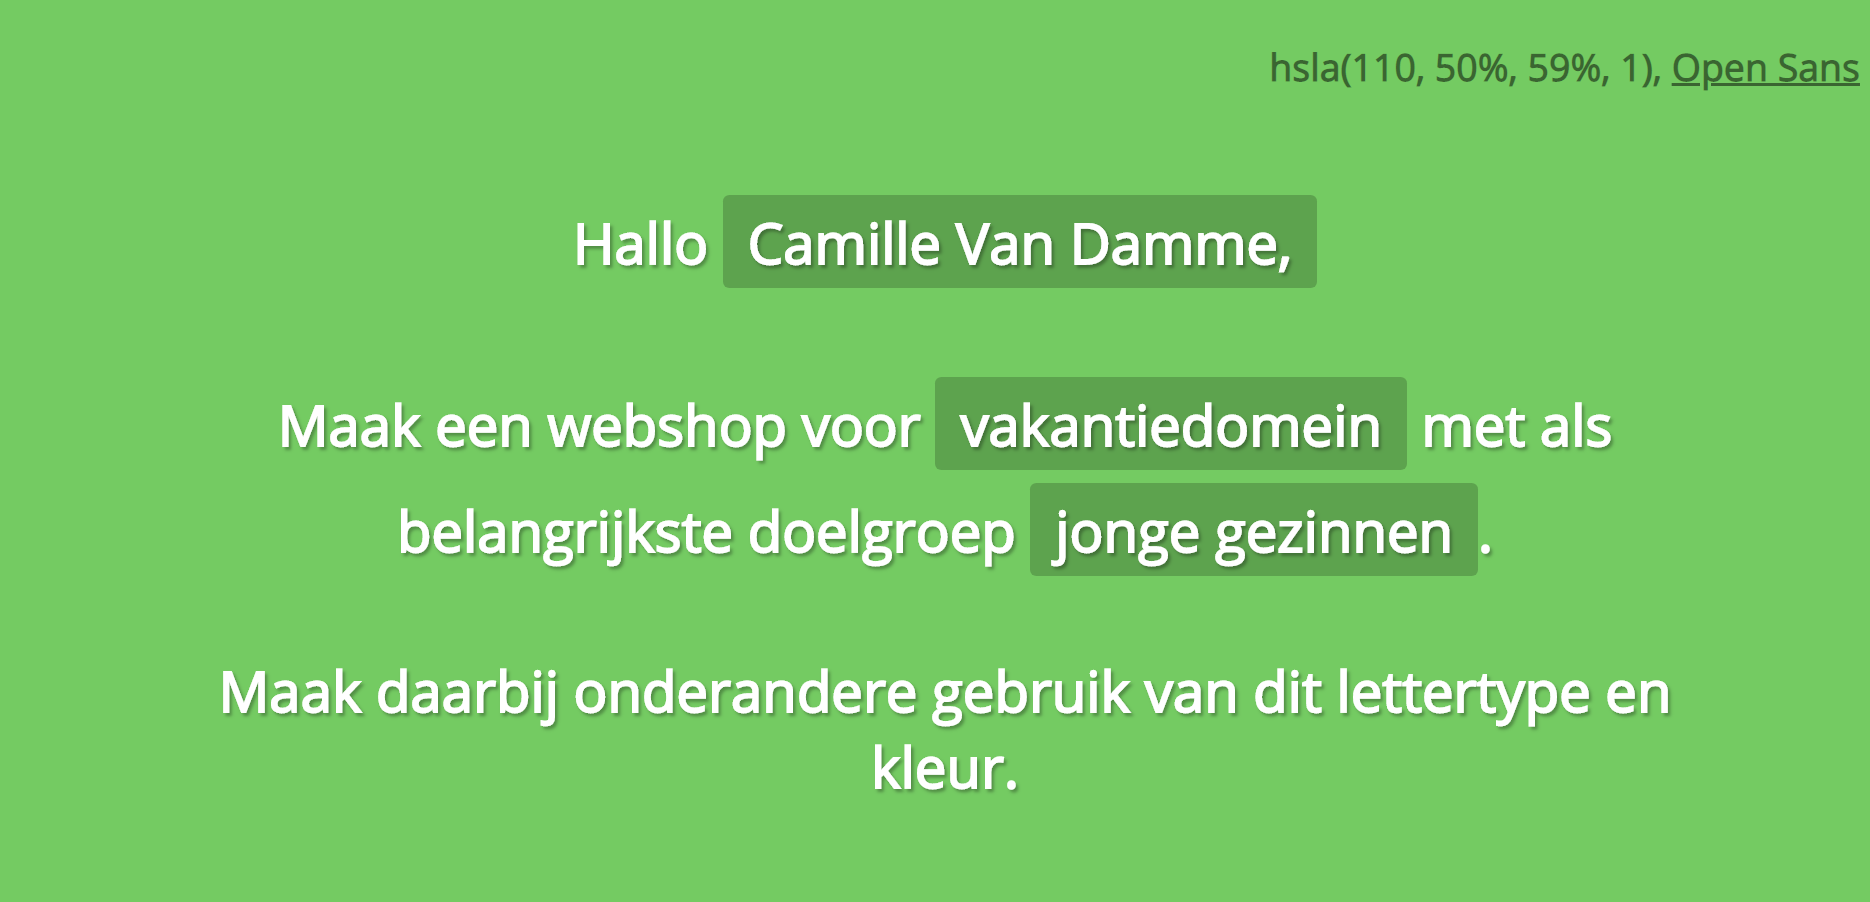 hsla(110, 50%, 59%, 1), Open Sans
Hallo Camille Van Damme,
Maak een webshop voor vakantiedomein met als
belangrijkste doelgroep jonge gezinnen .
Maak daarbij onderandere gebruik van dit lettertype en
kleur.